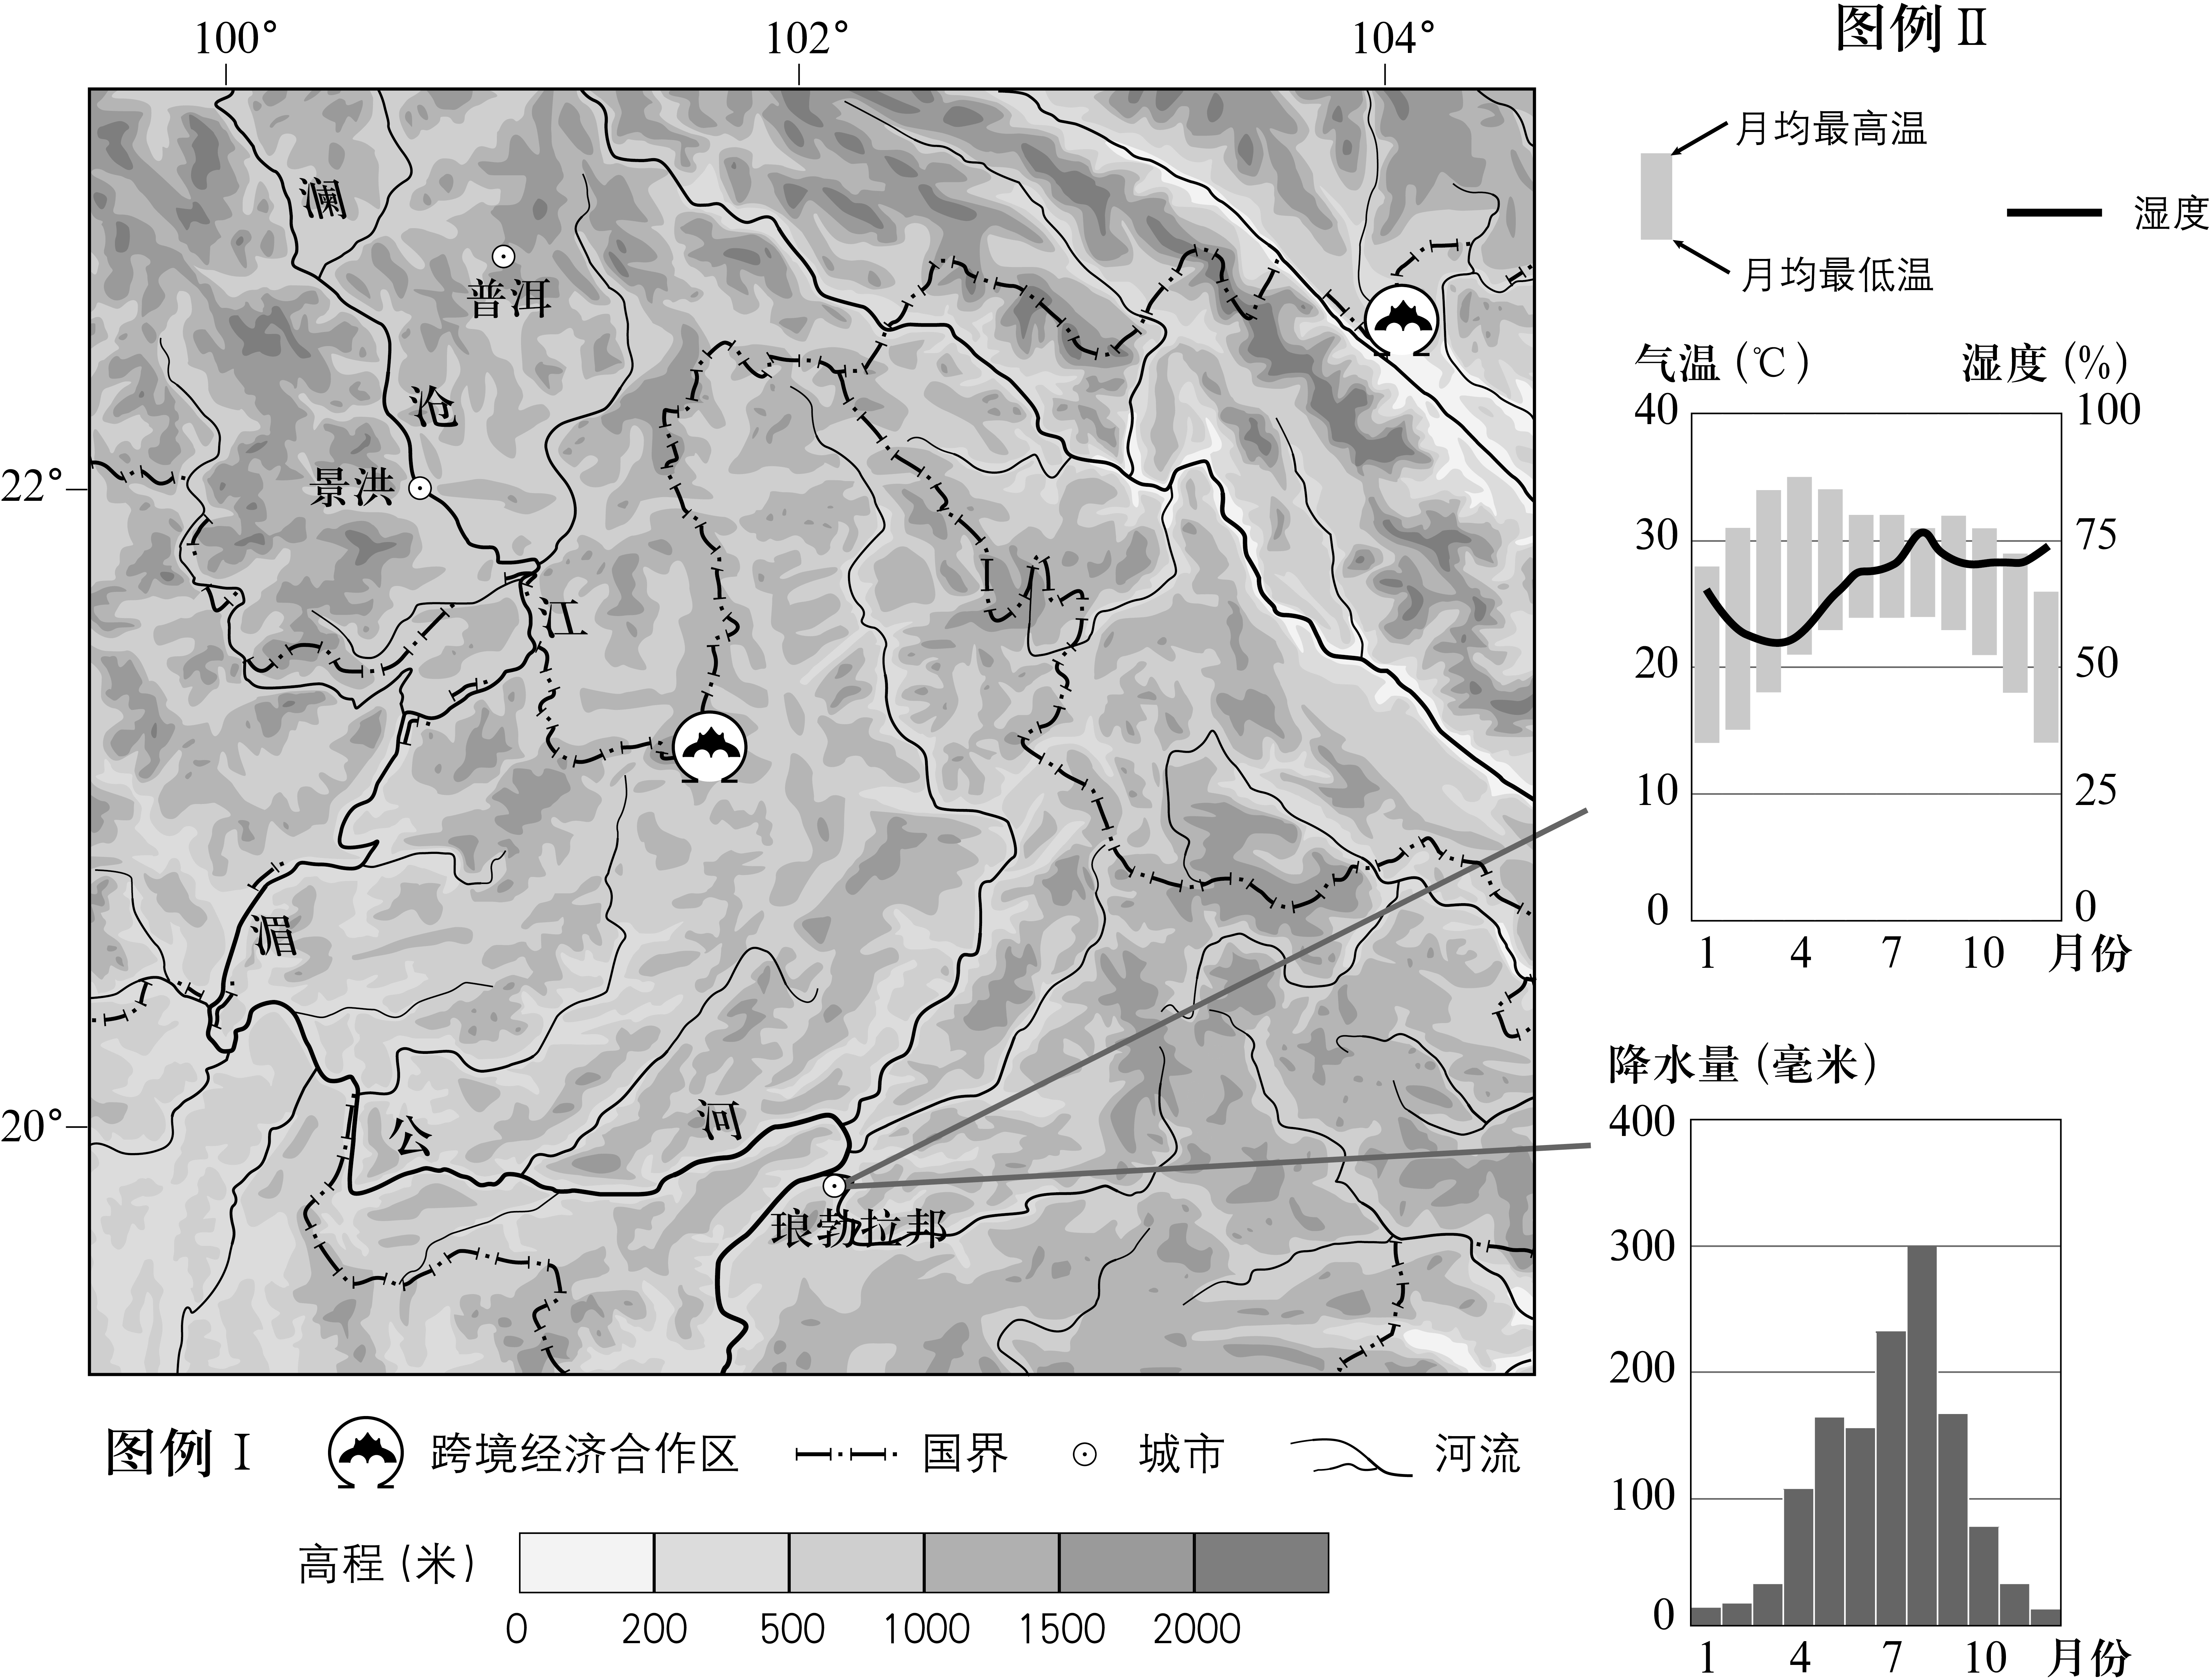 100° 102° 104°
图例 II
月均最高温
湿度
月均最低温
澜
普洱
沧
22°
景洪
江
湄
20°
公
河
琅勃拉邦
气温 (℃) 湿度 (%)
40 100
30 75
20 50
10 25
0 0
1 4 7 10 月份
降水量 (毫米)
400
300
200
100
0
1 4 7 10 月份
图例 I 跨境经济合作区 国界 城市 河流
高程 (米)
0 200 500 1000 1500 2000